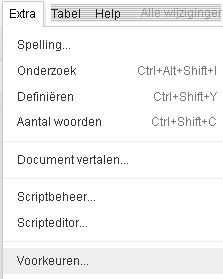 Extra Tabel Help Alle wijziginger
Spelling...
Onderzoek Ctrl+Alt+Shift+I
Definiëren Ctrl+Shift+Y
Aantal woorden Ctrl+Shift+C
Document vertalen...
Scriptbeheer...
Scripteditor...
Voorkeuren...